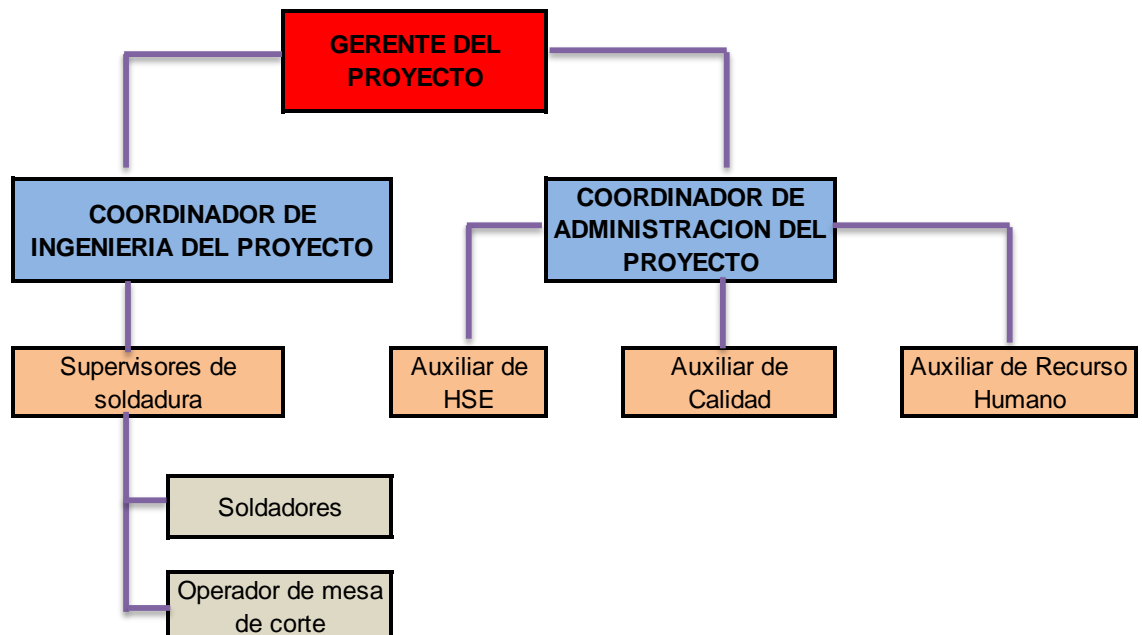 GERENTE DEL
PROYECTO
COORDINADOR DE
INGENIERIA DEL PROYECTO
COORDINADOR DE
ADMINISTRACION DEL
PROYECTO
Supervisores de
soldadura
Auxiliar de
HSE
Auxiliar de
Calidad
Auxiliar de Recurso
Humano
Soldadores
Operador de mesa
de corte